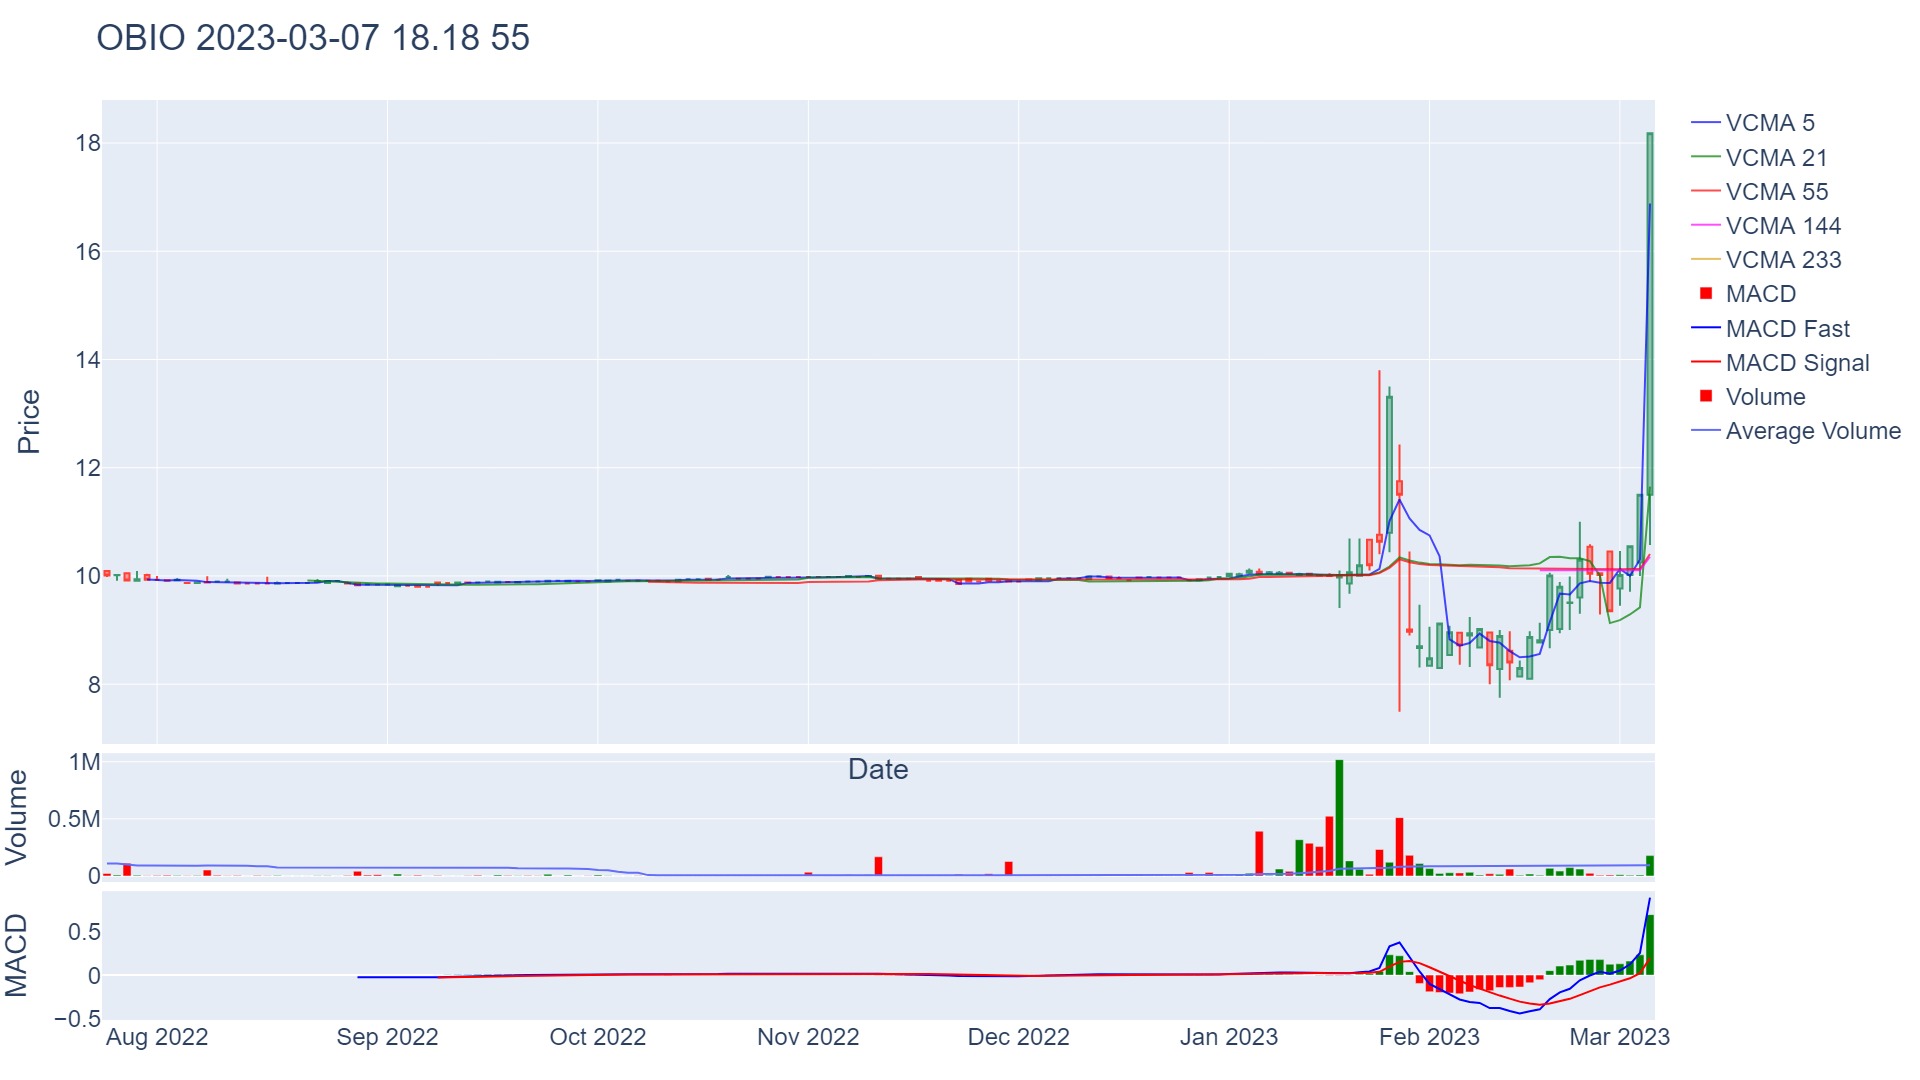 OBIO 2023-03-07 18.18 55
VCMA 5
VCMA 21
VCMA 55
VCMA 144
VCMA 233
MACD
MACD Fast
MACD Signal
Volume
Average Volume
Price
18
16
14
12
10
8
Date
Volume
1M
0.5M
0
MACD
0.5
0
−0.5
Aug 2022 Sep 2022 Oct 2022 Nov 2022 Dec 2022 Jan 2023 Feb 2023 Mar 2023